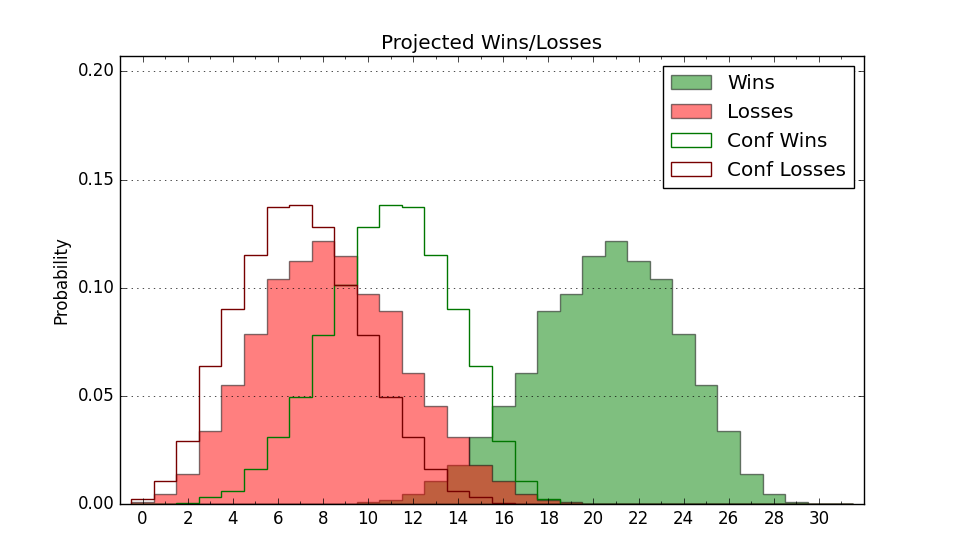 Projected Wins/Losses
Probability
0.20
0.15
0.10
0.05
0.00
0 2 4 6 8 10 12 14 16 18 20 22 24 26 28 30
Wins
Losses
Conf Wins
Conf Losses